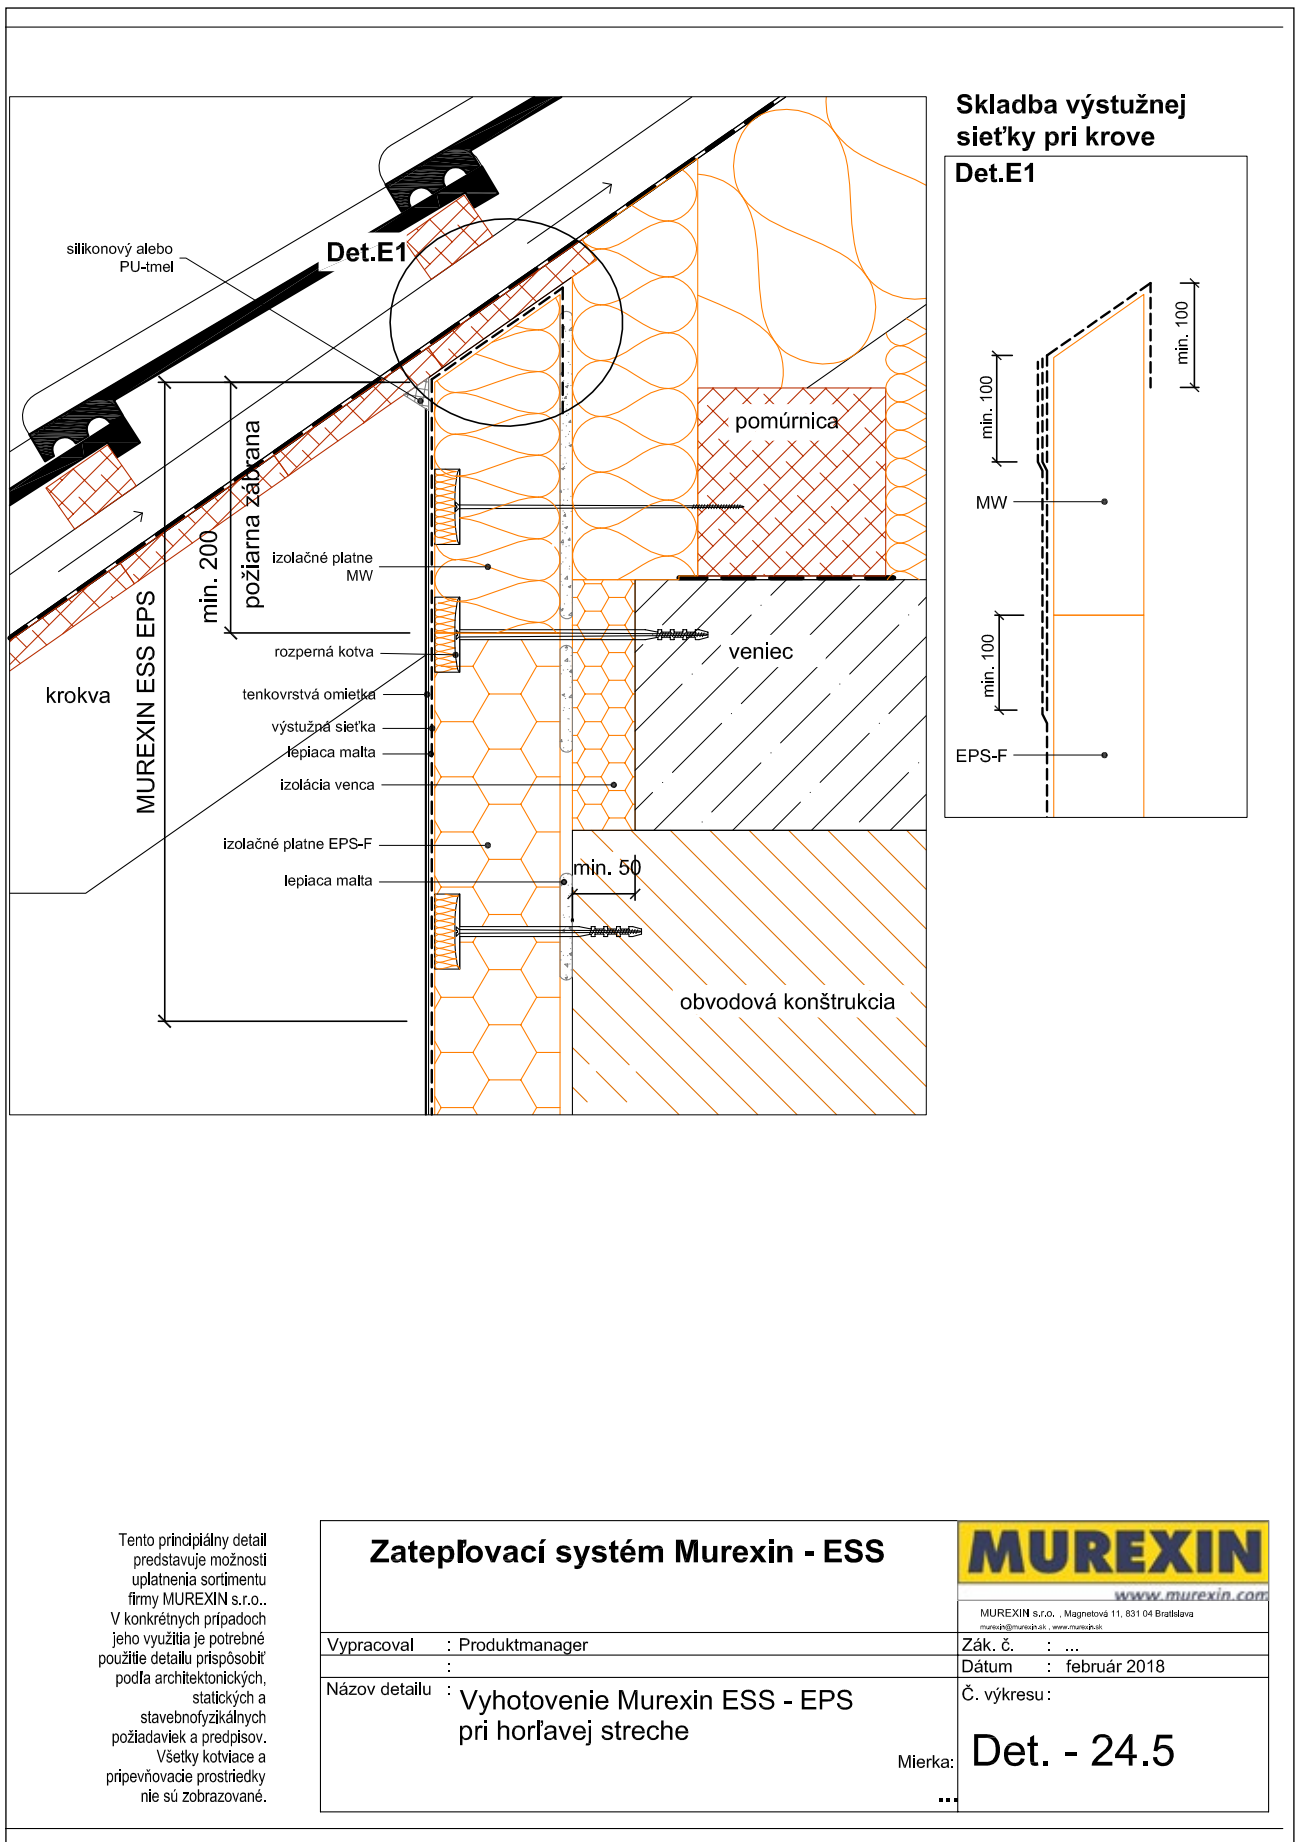 Skladba výstužnej
sieťky pri krove
Det.E1
silikonový alebo
PU-tmel
Det.E1
min. 100
min. 100
MW
min. 100
EPS-F
pomúrnica
požiarna zábrana
min. 200
MUREXIN ESS EPS
izolačné platne
MW
rozperná kotva
krokva
tenkovrstvá omietka
výstužná sieťka
lepiaca malta
izolácia venca
izolačné platne EPS-F
lepiaca malta
veniec
min. 50
obvodová konštrukcia
Tento principiálny detail
predstavuje možnosti
uplatnenia sortimentu
firmy MUREXIN s.r.o..
V konkrétnych prípadoch
jeho využitia je potrebné
použitie detailu prispôsobiť
podľa architektonických,
statických a
stavebnofyzikálnych
požiadaviek a predpisov.
Všetky kotviace a
pripevňovacie prostriedky
nie sú zobrazované.
Zatepľovací systém Murexin - ESS
MUREXIN
www.murexin.com
MUREXIN s.r.o. , Magnetová 11, 831 04 Bratislava
murexin@murexin.sk , www.murexin.sk
Vypracoval : Produktmanager
:
Zák. č. : ...
Dátum : február 2018
Názov detailu : Vyhotovenie Murexin ESS - EPS
pri horľavej streche
Mierka:
...
Č. výkresu :
Det. - 24.5